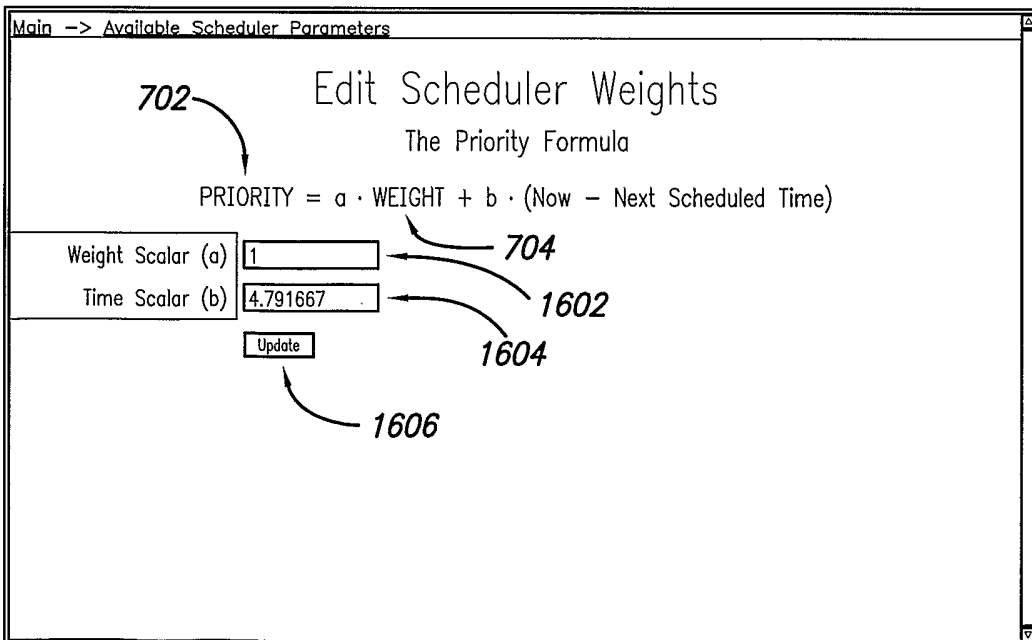 Main -> Available Scheduler Parameters
Edit Scheduler Weights
702
The Priority Formula
PRIORITY = a · WEIGHT + b · (Now – Next Scheduled Time)
704
Weight Scalar (a) 1
1602
Time Scalar (b) 4.791667
1604
Update
1606